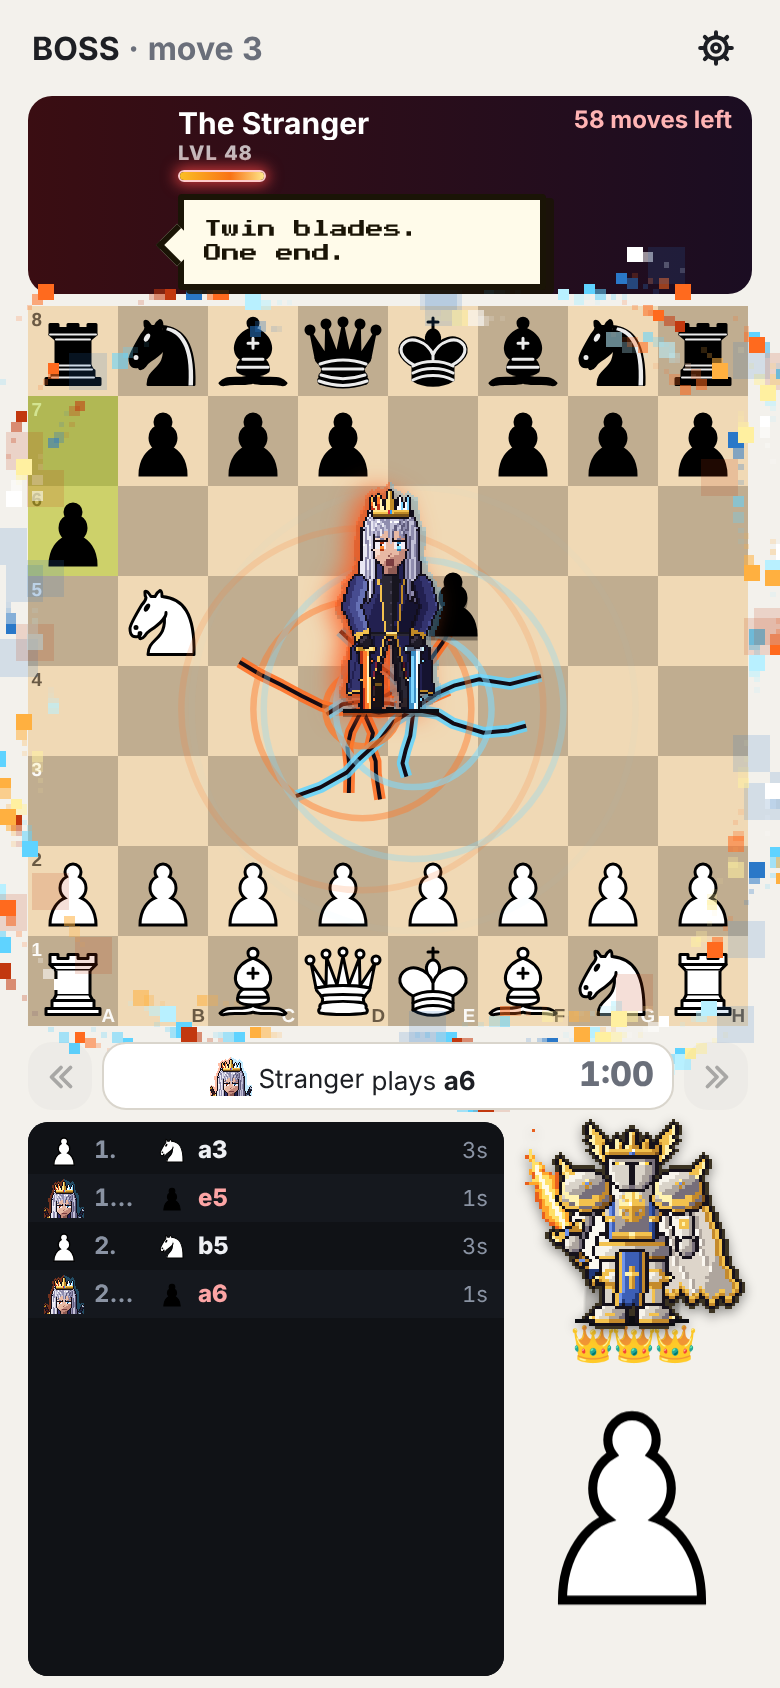 BOSS · move 3
The Stranger
58 moves left
LVL 48
Twin blades.
One end.
8
7
6
5
4
3
2
1
A B C D E F G H
Stranger plays a6 1:00
1. a3 3s
1... e5 1s
2. b5 3s
2... a6 1s